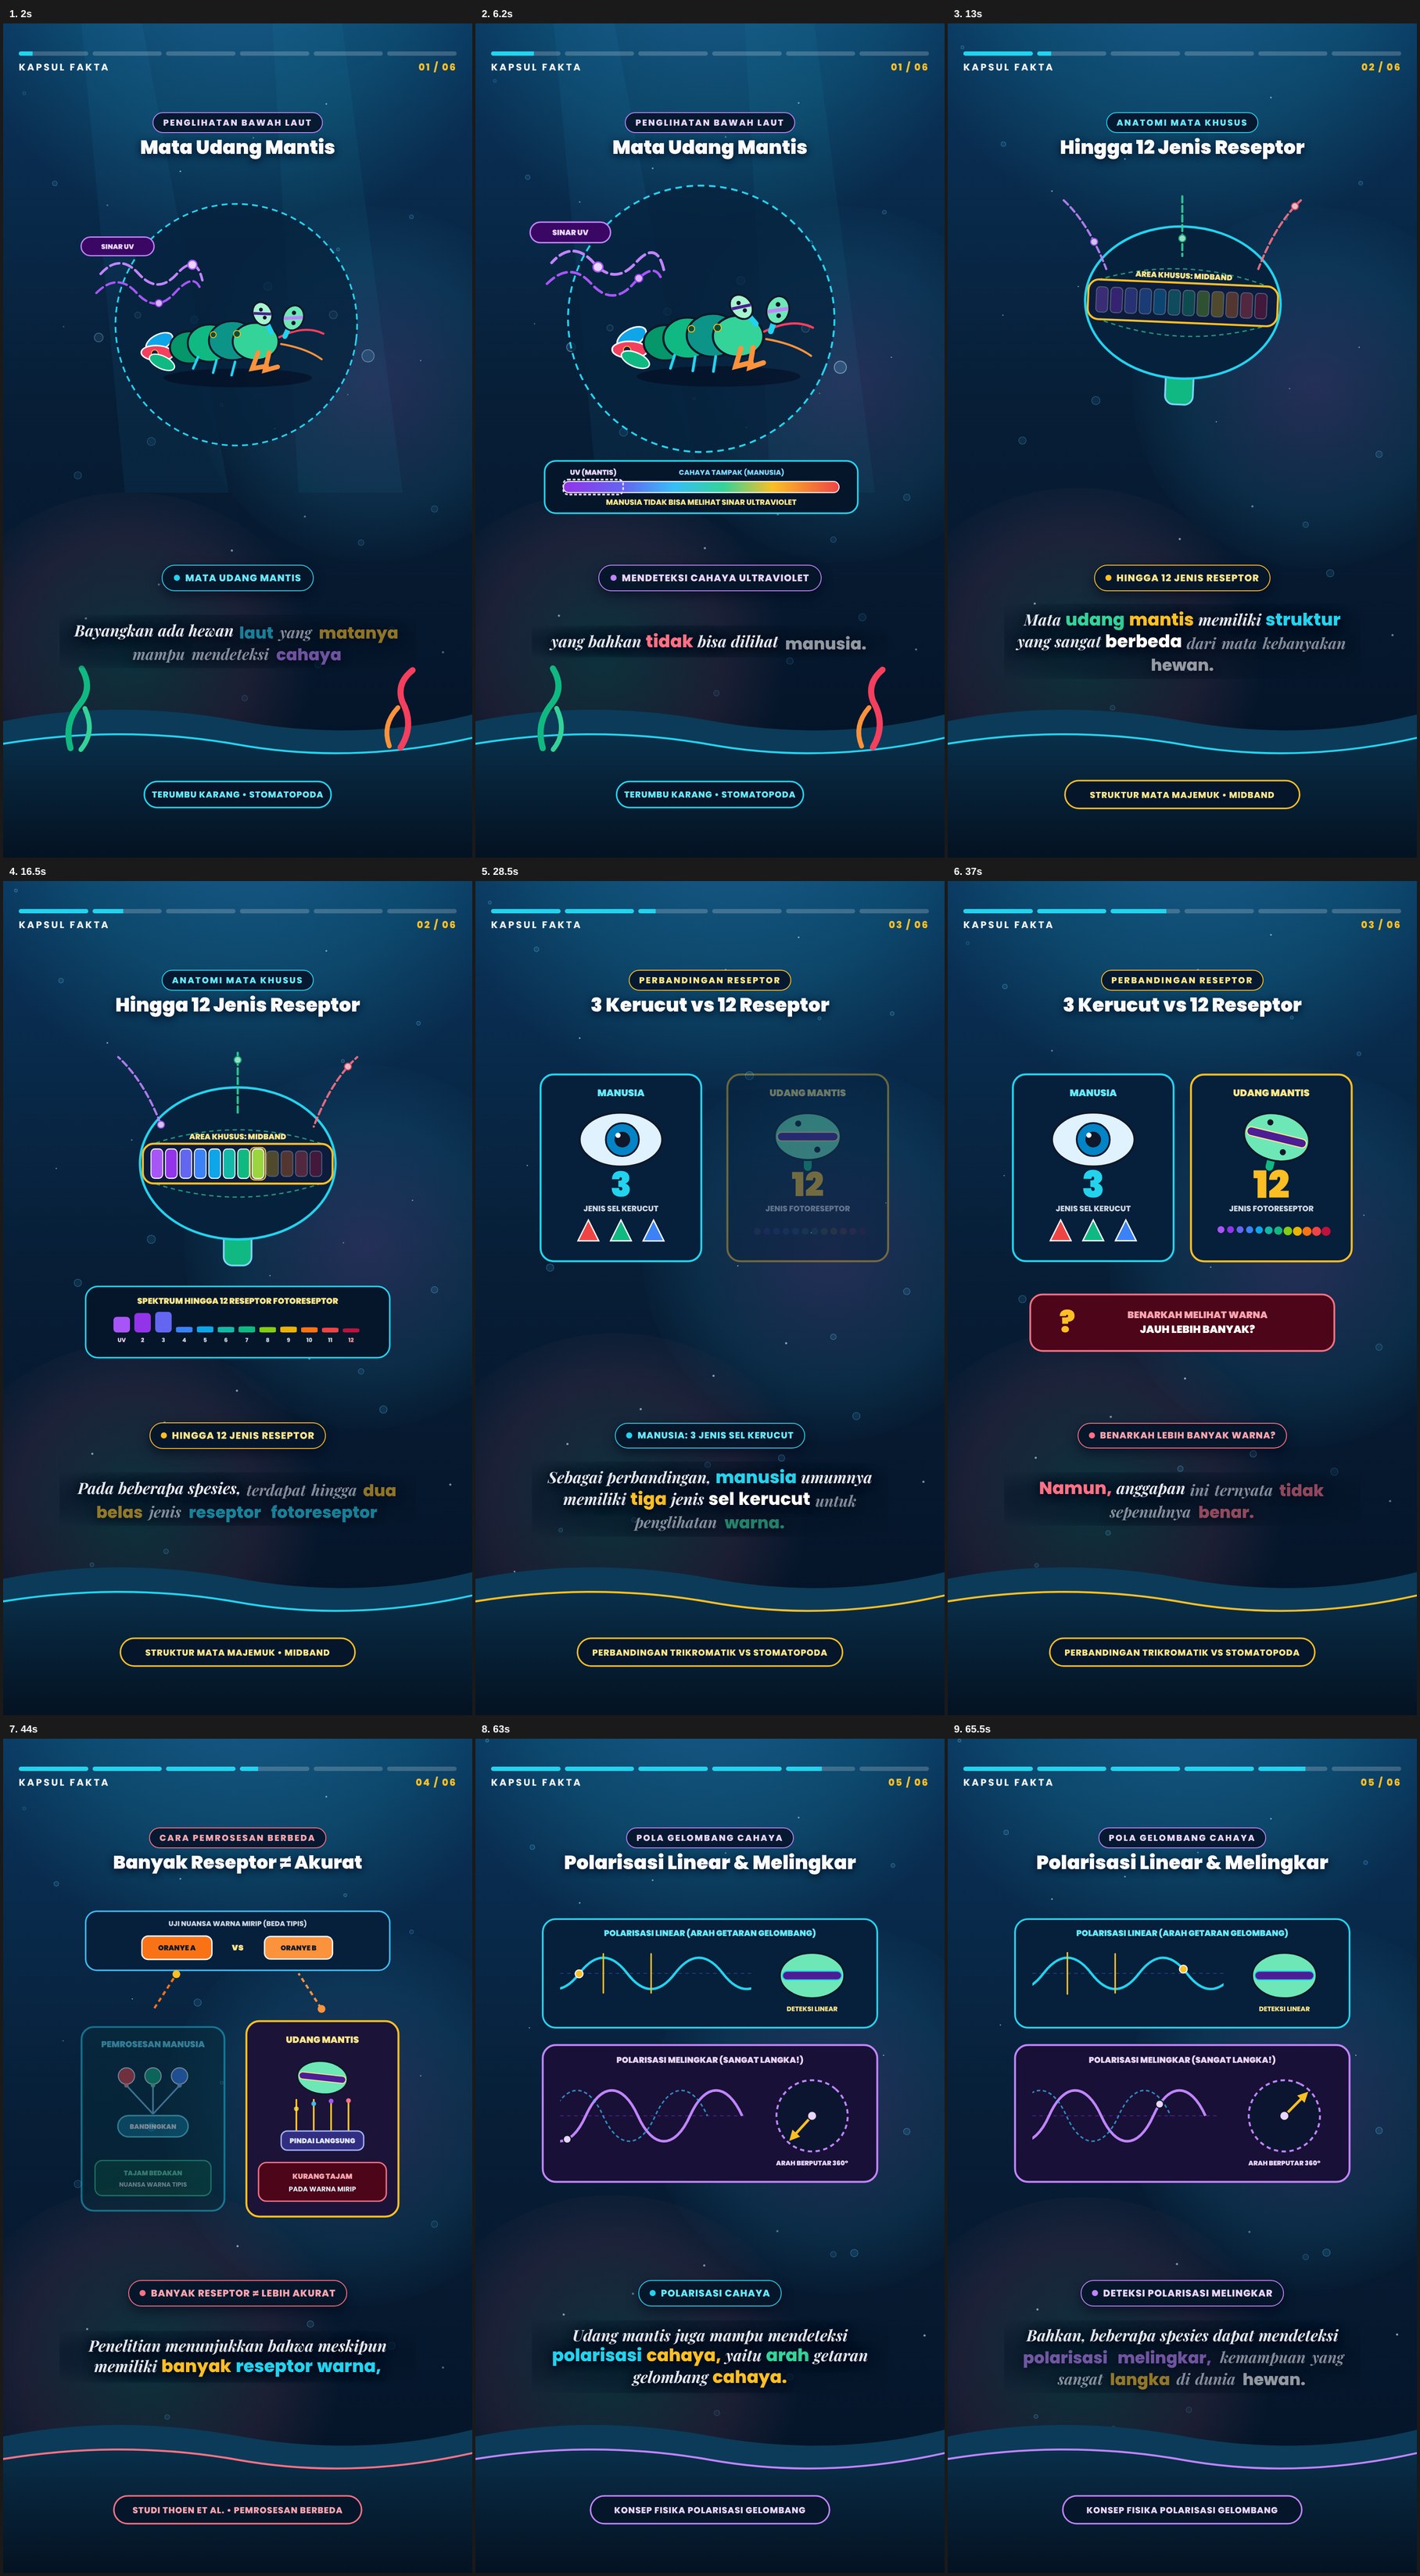 1. 2s
KAPSUL FAKTA
01 / 06
PENGLIHATAN BAWAH LAUT
Mata Udang Mantis
SINAR UV
MATA UDANG MANTIS
Bayangkan ada hewan laut yang matanya
mampu mendeteksi cahaya
TERUMBU KARANG • STOMATOPODA
2. 6.2s
KAPSUL FAKTA
01 / 06
PENGLIHATAN BAWAH LAUT
Mata Udang Mantis
SINAR UV
UV (MANTIS)
CAHAYA TAMPAK (MANUSIA)
MANUSIA TIDAK BISA MELIHAT SINAR ULTRAVIOLET
MENDETEKSI CAHAYA ULTRAVIOLET
yang bahkan tidak bisa dilihat manusia.
TERUMBU KARANG • STOMATOPODA
3. 13s
KAPSUL FAKTA
02 / 06
ANATOMI MATA KHUSUS
Hingga 12 Jenis Reseptor
AREA KHUSUS: MIDBAND
HINGGA 12 JENIS RESEPTOR
Mata udang mantis memiliki struktur
yang sangat berbeda dari mata kebanyakan
hewan.
STRUKTUR MATA MAJEMUK • MIDBAND
4. 16.5s
KAPSUL FAKTA
02 / 06
ANATOMI MATA KHUSUS
Hingga 12 Jenis Reseptor
AREA KHUSUS: MIDBAND
SPEKTRUM HINGGA 12 RESEPTOR FOTORESEPTOR
UV 2 3 4 5 6 7 8 9 10 11 12
HINGGA 12 JENIS RESEPTOR
Pada beberapa spesies, terdapat hingga dua
belas jenis reseptor fotoreseptor
STRUKTUR MATA MAJEMUK • MIDBAND
5. 28.5s
KAPSUL FAKTA
03 / 06
PERBANDINGAN RESEPTOR
3 Kerucut vs 12 Reseptor
MANUSIA
3
JENIS SEL KERUCUT
UDANG MANTIS
12
JENIS FOTORESEPTOR
MANUSIA: 3 JENIS SEL KERUCUT
Sebagai perbandingan, manusia umumnya
memiliki tiga jenis sel kerucut untuk
penglihatan warna.
PERBANDINGAN TRIKROMATIK VS STOMATOPODA
6. 37s
KAPSUL FAKTA
03 / 06
PERBANDINGAN RESEPTOR
3 Kerucut vs 12 Reseptor
MANUSIA
3
JENIS SEL KERUCUT
UDANG MANTIS
12
JENIS FOTORESEPTOR
?
BENARKAH MELIHAT WARNA
JAUH LEBIH BANYAK?
BENARKAH LEBIH BANYAK WARNA?
Namun, anggapan ini ternyata tidak
sepenuhnya benar.
PERBANDINGAN TRIKROMATIK VS STOMATOPODA
7. 44s
KAPSUL FAKTA
04 / 06
CARA PEMROSESAN BERBEDA
Banyak Reseptor ≠ Akurat
UJI NUANSA WARNA MIRIP (BEDA TIPIS)
ORANYE A
VS
ORANYE B
PEMROSESAN MANUSIA
BANDINGKAN
TAJAM BEDAKAN
NUANSA WARNA TIPIS
UDANG MANTIS
PINDAI LANGSUNG
KURANG TAJAM
PADA WARNA MIRIP
BANYAK RESEPTOR ≠ LEBIH AKURAT
Penelitian menunjukkan bahwa meskipun
memiliki banyak reseptor warna,
STUDI THOEN ET AL. • PEMROSESAN BERBEDA
8. 63s
KAPSUL FAKTA
05 / 06
POLA GELOMBANG CAHAYA
Polarisasi Linear & Melingkar
POLARISASI LINEAR (ARAH GETARAN GELOMBANG)
DETEKSI LINEAR
POLARISASI MELINGKAR (SANGAT LANGKA!)
ARAH BERPUTAR 360°
POLARISASI CAHAYA
Udang mantis juga mampu mendeteksi
polarisasi cahaya, yaitu arah getaran
gelombang cahaya.
KONSEP FISIKA POLARISASI GELOMBANG
9. 65.5s
KAPSUL FAKTA
05 / 06
POLA GELOMBANG CAHAYA
Polarisasi Linear & Melingkar
POLARISASI LINEAR (ARAH GETARAN GELOMBANG)
DETEKSI LINEAR
POLARISASI MELINGKAR (SANGAT LANGKA!)
ARAH BERPUTAR 360°
DETEKSI POLARISASI MELINGKAR
Bahkan, beberapa spesies dapat mendeteksi
polarisasi melingkar, kemampuan yang
sangat langka di dunia hewan.
KONSEP FISIKA POLARISASI GELOMBANG